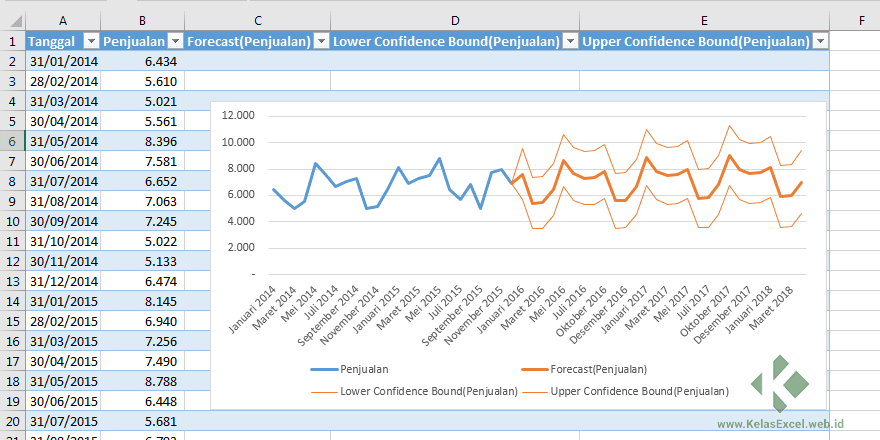 A B C D E F
1 Tanggal Penjualan Forecast(Penjualan) Lower Confidence Bound(Penjualan) Upper Confidence Bound(Penjualan)
2 31/01/2014 6.434
3 28/02/2014 5.610
4 31/03/2014 5.021
5 30/04/2014 5.561
6 31/05/2014 8.396
7 30/06/2014 7.581
8 31/07/2014 6.652
9 31/08/2014 7.063
10 30/09/2014 7.245
11 31/10/2014 5.022
12 30/11/2014 5.133
13 31/12/2014 6.474
14 31/01/2015 8.145
15 28/02/2015 6.940
16 31/03/2015 7.256
17 30/04/2015 7.490
18 31/05/2015 8.788
19 30/06/2015 6.448
20 31/07/2015 5.681
12.000
10.000
8.000
6.000
4.000
2.000
-
Januari 2014
Maret 2014
Mei 2014
Juli 2014
September 2014
November 2014
Januari 2015
Maret 2015
Mei 2015
Juli 2015
September 2015
November 2015
Januari 2016
Maret 2016
Mei 2016
Juli 2016
Oktober 2016
Desember 2016
Januari 2017
Maret 2017
Mei 2017
Juli 2017
Oktober 2017
Desember 2017
Januari 2018
Maret 2018
Penjualan Forecast(Penjualan)
Lower Confidence Bound(Penjualan) Upper Confidence Bound(Penjualan)
www.KelasExcel.web.id